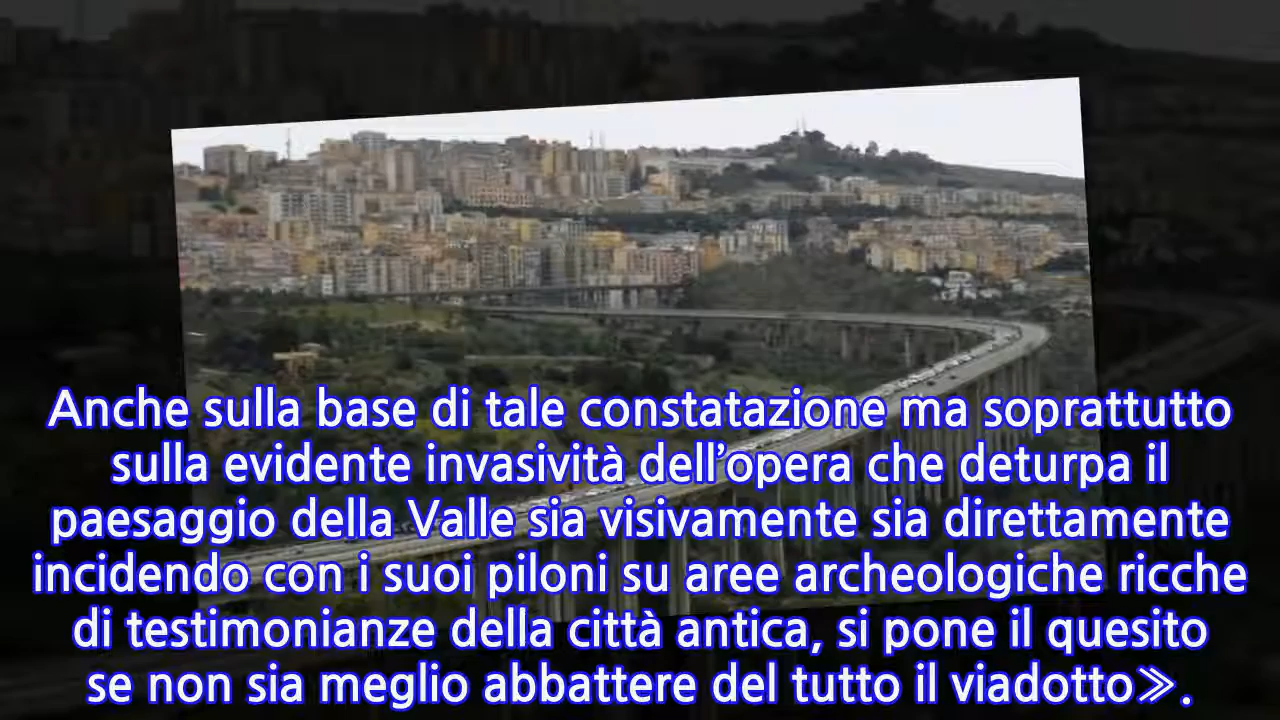 Anche sulla base di tale constatazione ma soprattutto
sulla evidente invasività dell’opera che deturpa il
paesaggio della Valle sia visivamente sia direttamente
incidendo con i suoi piloni su aree archeologiche ricche
di testimonianze della città antica, si pone il quesito
se non sia meglio abbattere del tutto il viadotto».